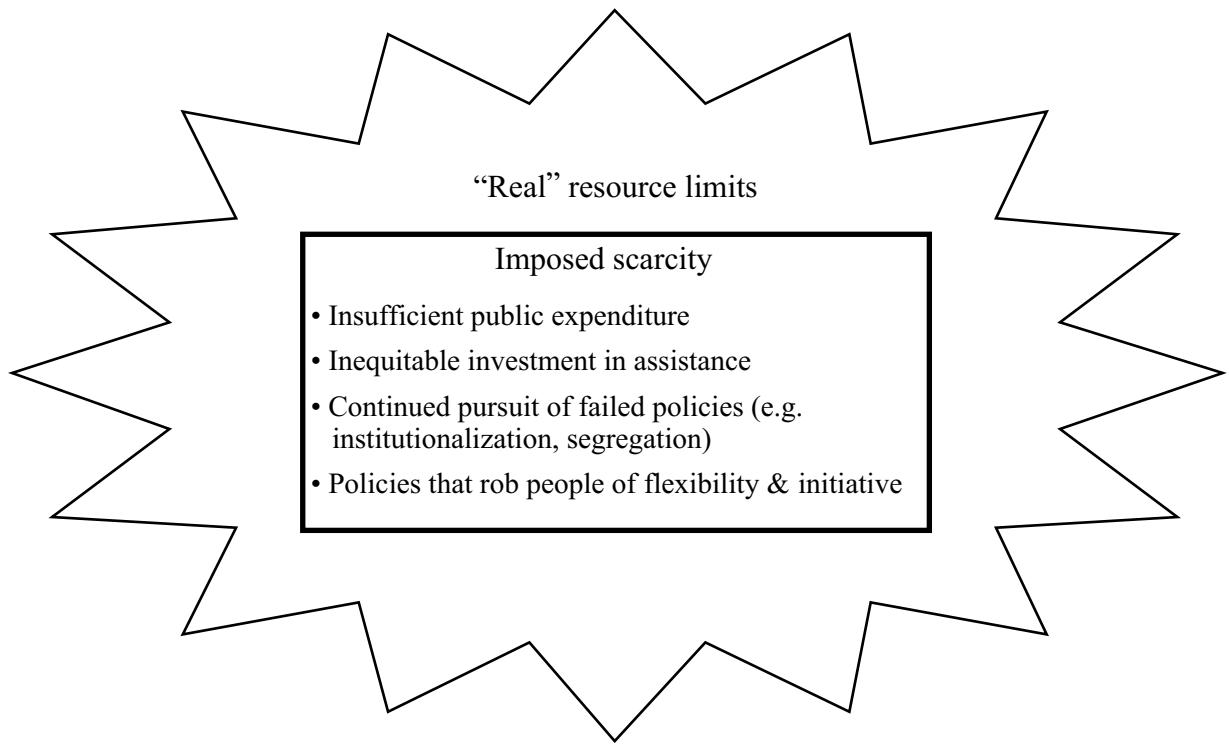 “Real” resource limits
Imposed scarcity
• Insufficient public expenditure
• Inequitable investment in assistance
• Continued pursuit of failed policies (e.g.
institutionalization, segregation)
• Policies that rob people of flexibility & initiative